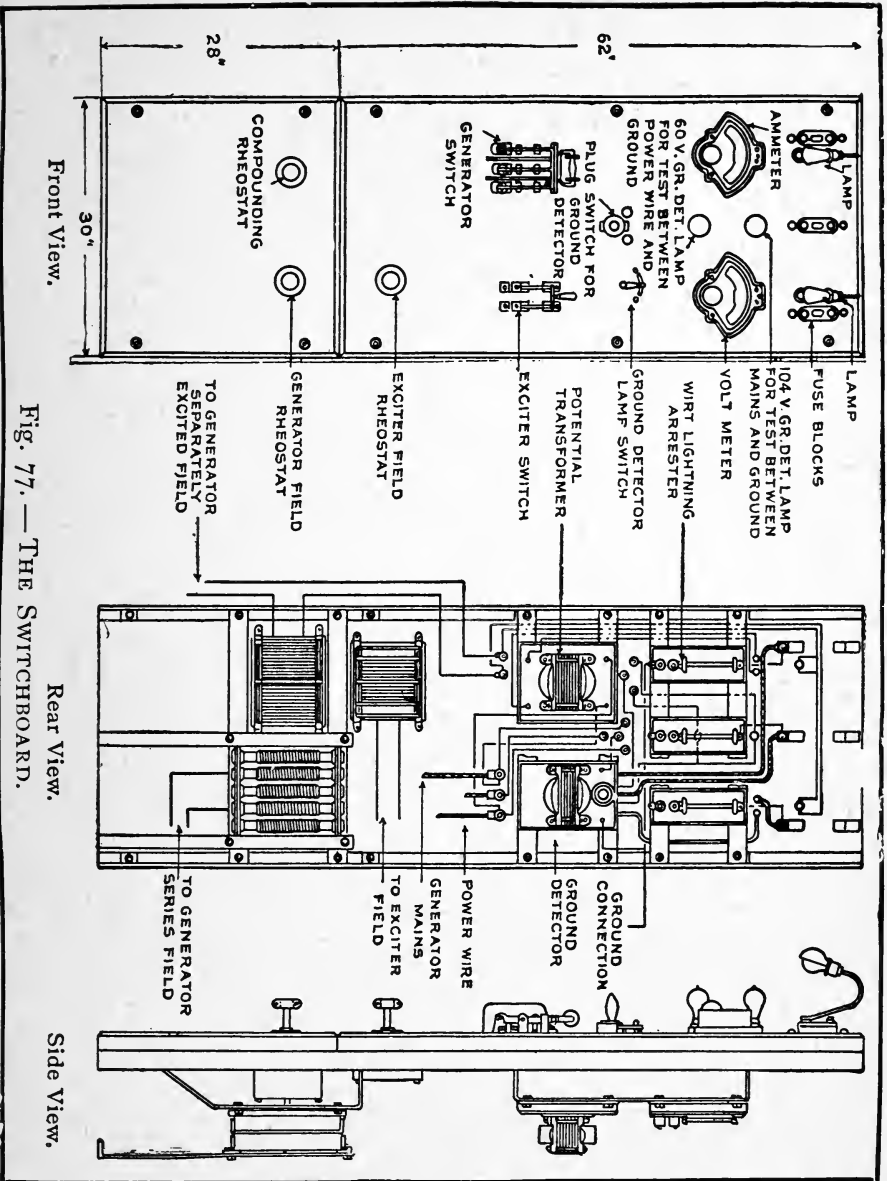 62"
28"
30"
LAMP
AMMETER
60 V. GR. DET. LAMP
FOR TEST BETWEEN
POWER WIRE AND
GROUND
PLUG SWITCH FOR
GROUND
DETECTOR
GENERATOR
SWITCH
COMPOUNDING
RHEOSTAT
LAMP
FUSE BLOCKS
104 V. GR. DET. LAMP
FOR TEST BETWEEN
MAINS AND GROUND
VOLT METER
WIRT LIGHTNING
ARRESTER
GROUND DETECTOR
LAMP SWITCH
POTENTIAL
TRANSFORMER
EXCITER SWITCH
EXCITER FIELD
RHEOSTAT
GENERATOR FIELD
RHEOSTAT
TO GENERATOR
SEPARATELY
EXCITED FIELD
GROUND
CONNECTION
GROUND
DETECTOR
POWER WIRE
GENERATOR
MAINS
TO EXCITER
FIELD
TO GENERATOR
SERIES FIELD
Front View.
Rear View.
Side View.
Fig. 77. — THE SWITCHBOARD.